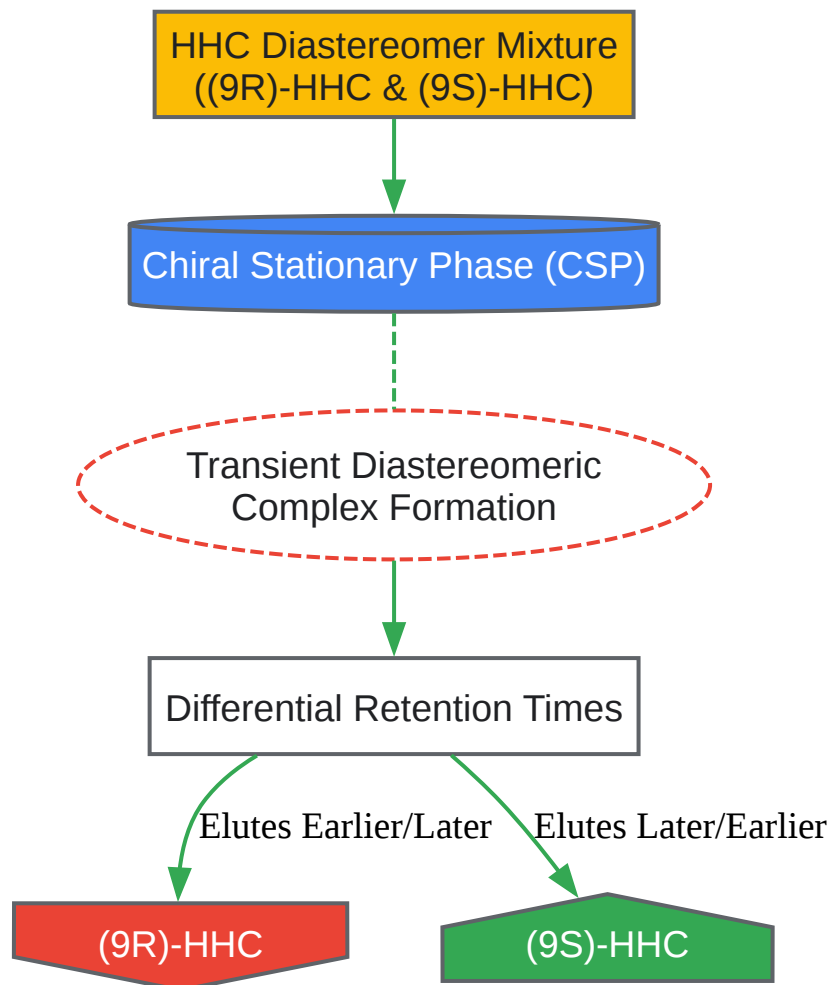 HHC Diastereomer Mixture
((9R)-HHC & (9S)-HHC)
Chiral Stationary Phase (CSP)
Transient Diastereomeric
Complex Formation
Differential Retention Times
Elutes Earlier/Later
Elutes Later/Earlier
(9R)-HHC
(9S)-HHC